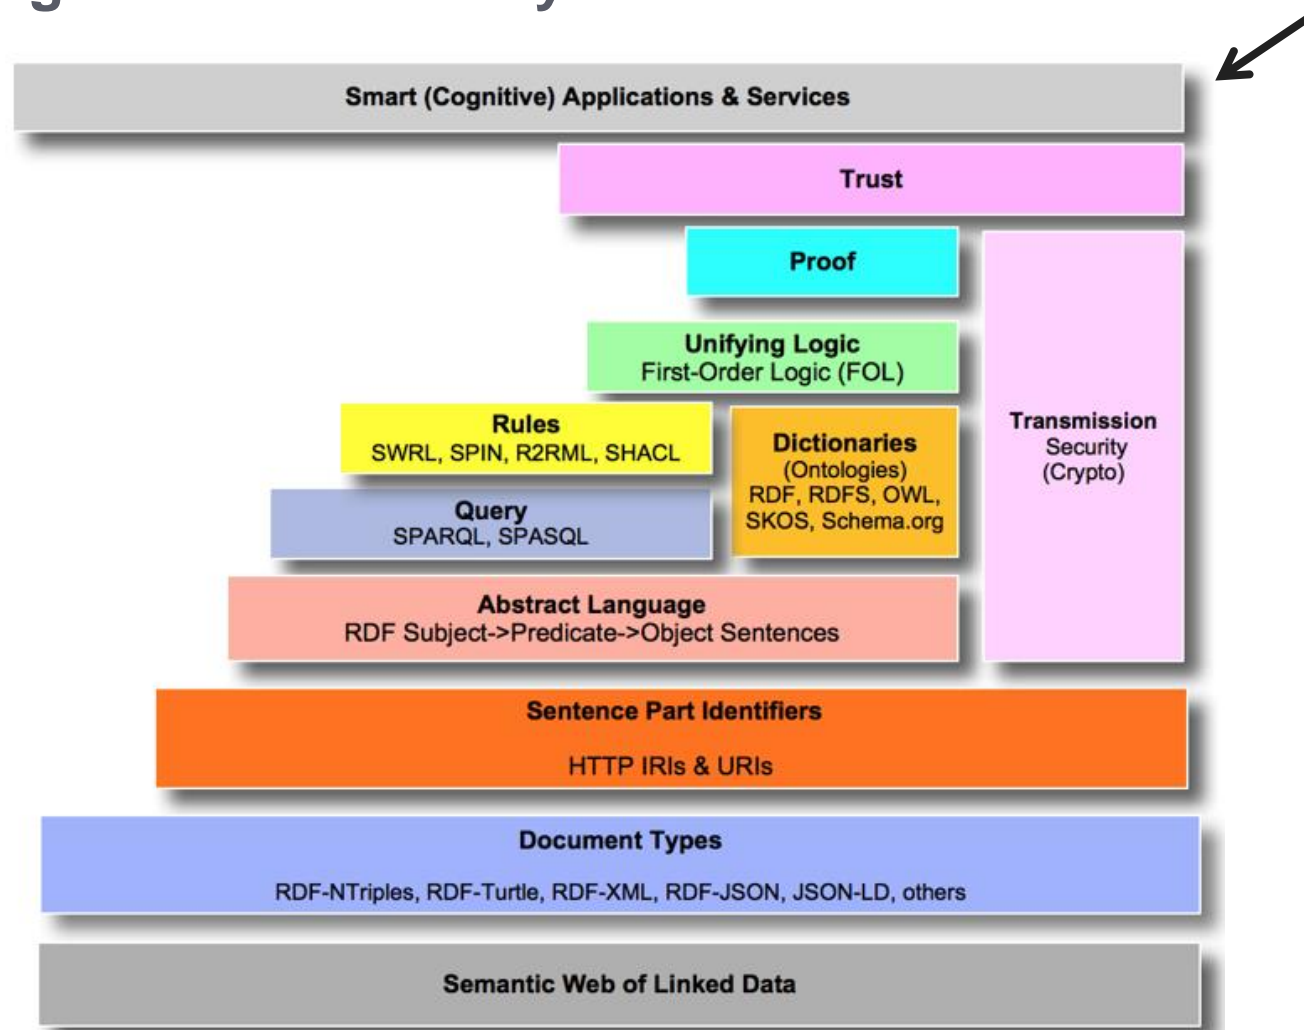 Smart (Cognitive) Applications & Services
Trust
Proof
Unifying Logic
First-Order Logic (FOL)
Rules
SWRL, SPIN, R2RML, SHACL
Dictionaries
(Ontologies)
RDF, RDFS, OWL,
SKOS, Schema.org
Transmission
Security
(Crypto)
Query
SPARQL, SPASQL
Abstract Language
RDF Subject->Predicate->Object Sentences
Sentence Part Identifiers
HTTP IRIs & URIs
Document Types
RDF-NTriples, RDF-Turtle, RDF-XML, RDF-JSON, JSON-LD, others
Semantic Web of Linked Data